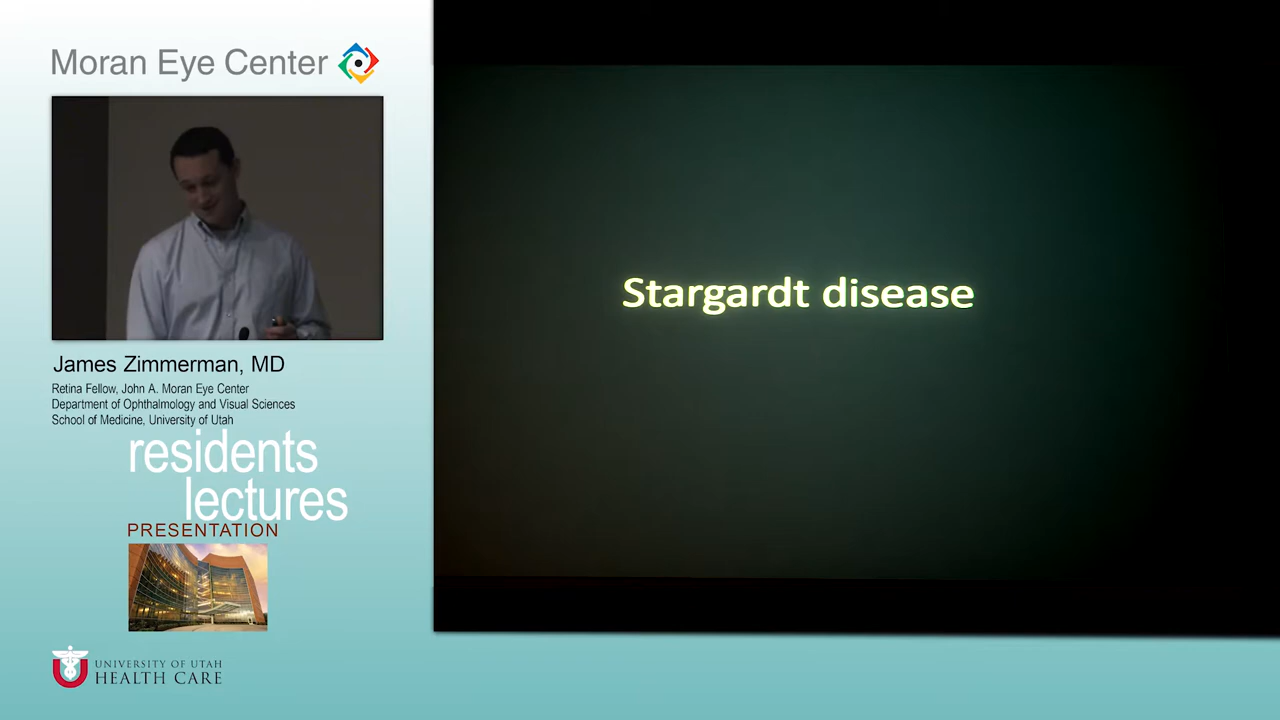 Moran Eye Center
James Zimmerman, MD
Retina Fellow, John A. Moran Eye Center
Department of Ophthalmology and Visual Sciences
School of Medicine, University of Utah
residents
lectures
PRESENTATION
UNIVERSITY OF UTAH
HEALTH CARE
Stargardt disease